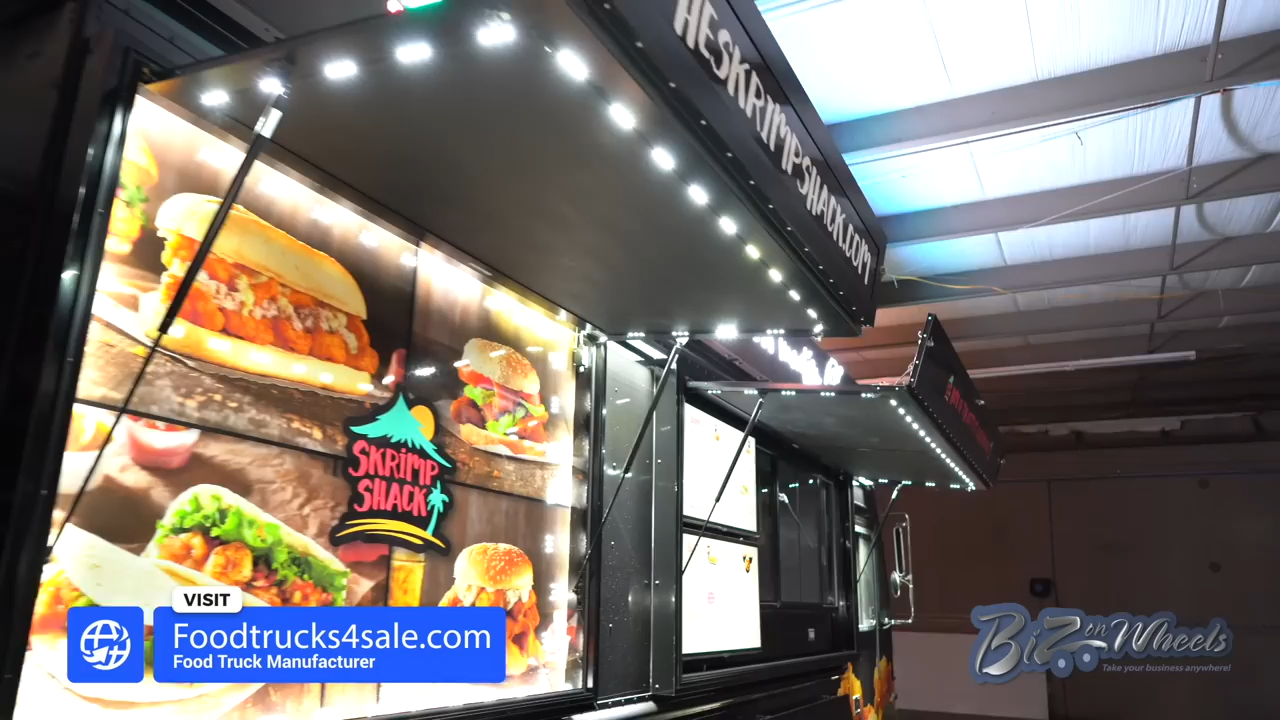 HESKRIMPSHACK.COM
SKRIMP
SHACK
VISIT
Foodtrucks4sale.com
Food Truck Manufacturer
Biz on Wheels
Take your business anywhere!